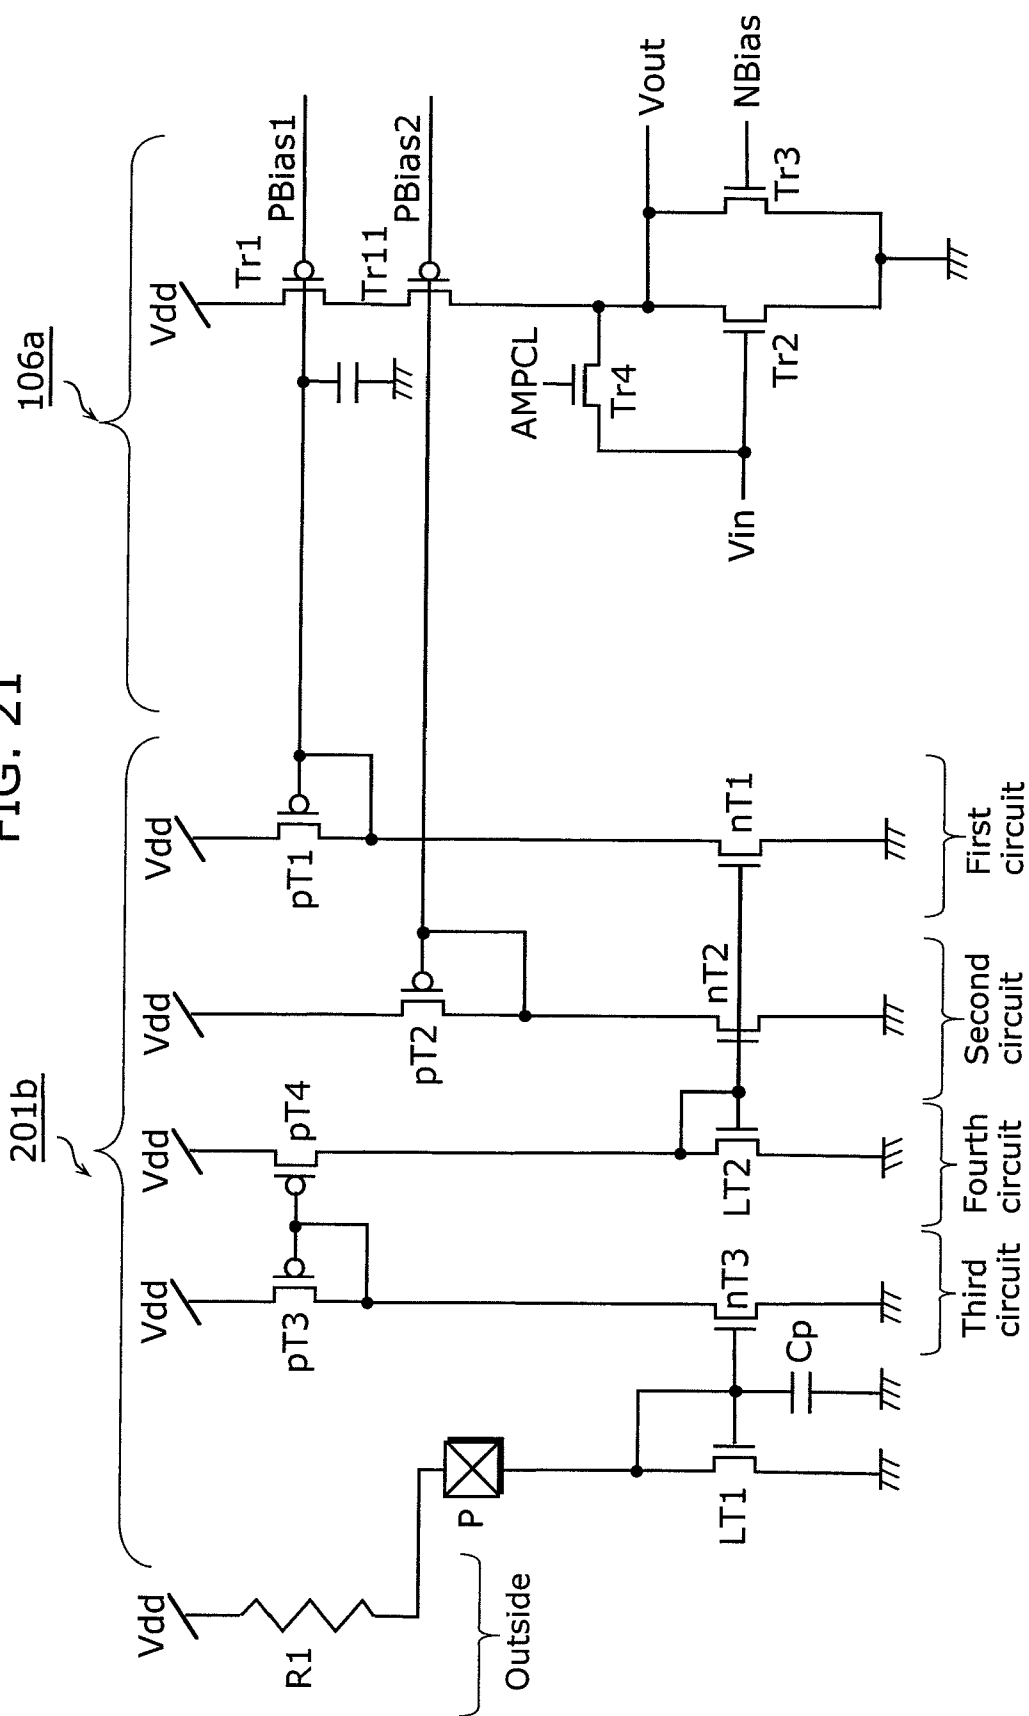 FIG. 21
201b
106a
Vdd
Vdd
Vdd
Vdd
Vdd
Vdd
R1
pT3
pT4
pT2
pT1
Tr1
PBias1
Tr11
PBias2
P
Outside
AMPCL
Tr4
Vout
Vin
Tr2
Tr3
NBias
LT1
Cp
nT3
LT2
nT2
nT1
Third
circuit
Fourth
circuit
Second
circuit
First
circuit